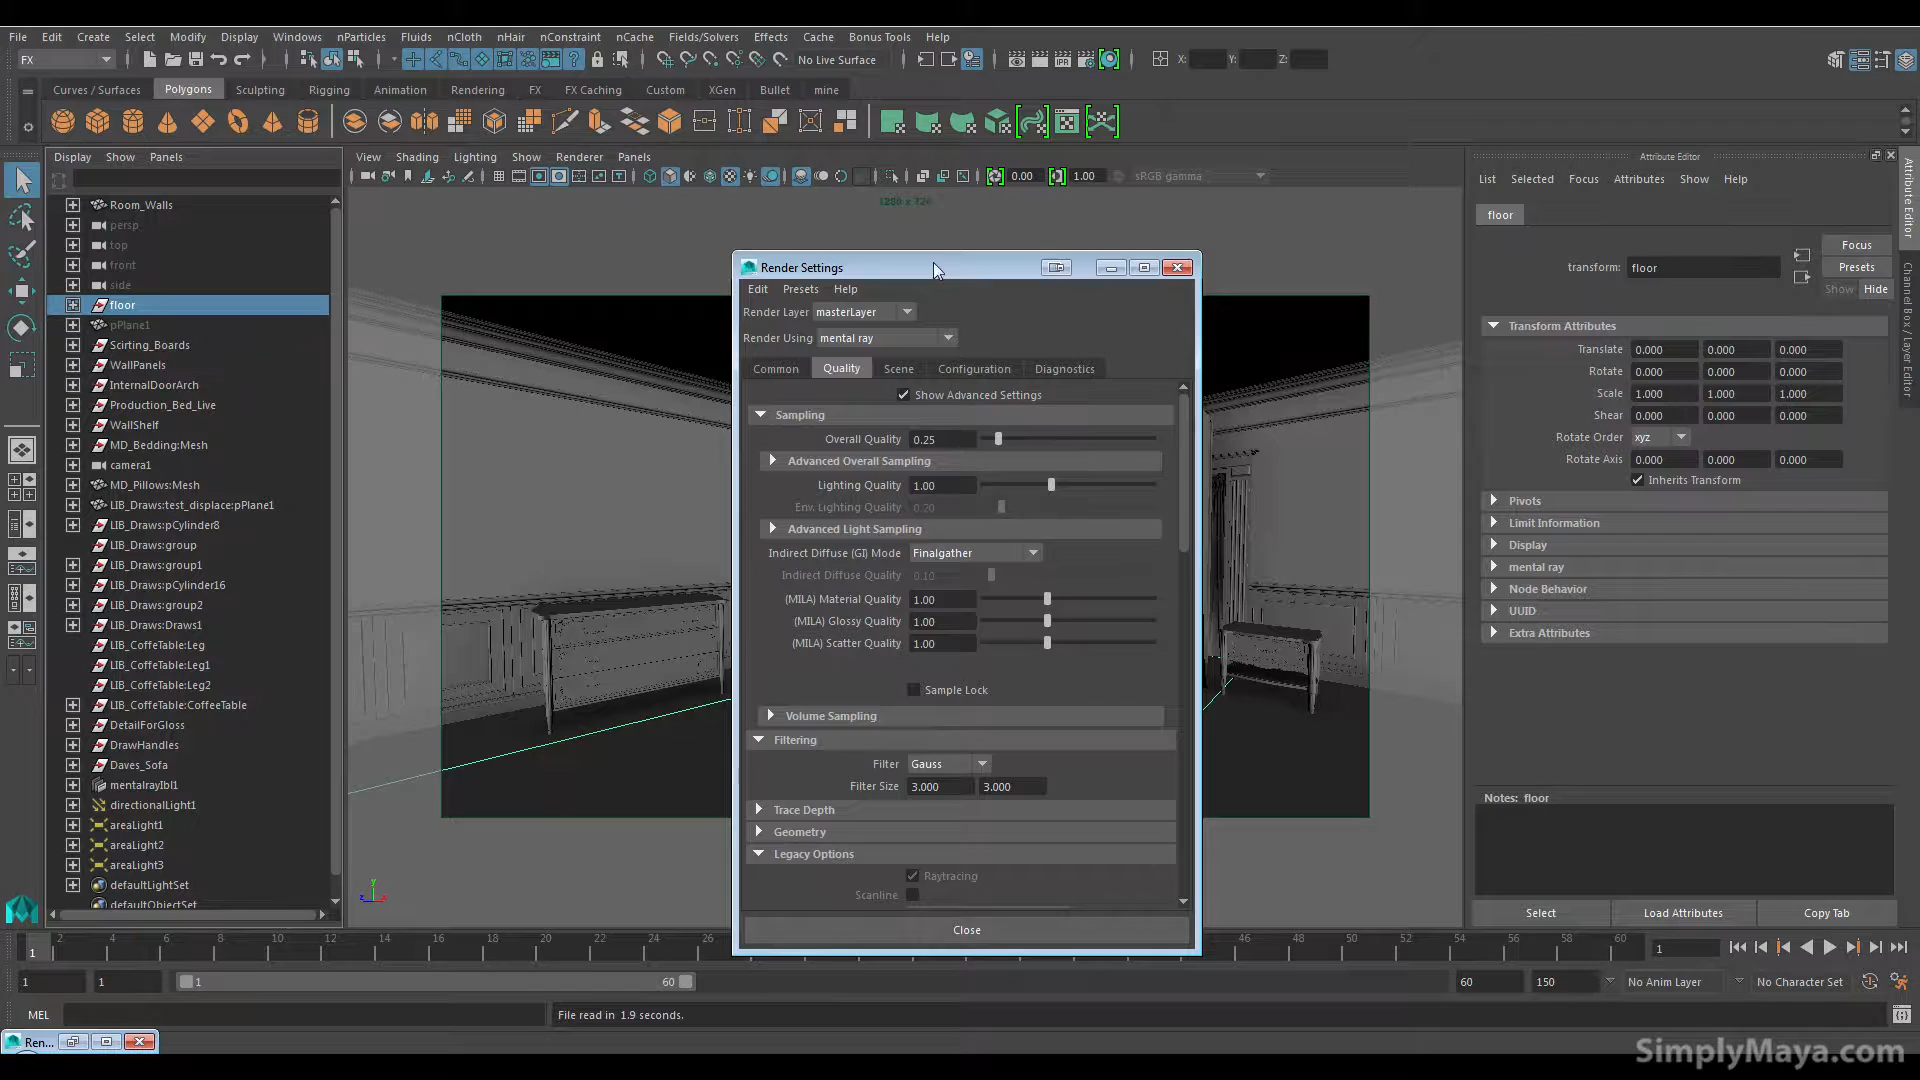 File Edit Create Select Modify Display Windows nParticles Fluids nCloth nHair nConstraint nCache Fields/Solvers Effects Cache Bonus Tools Help
FX No Live Surface X: Y: Z:
Curves / Surfaces Polygons Sculpting Rigging Animation Rendering FX FX Caching Custom XGen Bullet mine
Display Show Panels
View Shading Lighting Show Renderer Panels
0.00 1.00 sRGB gamma
1280 x 720
Room_Walls
persp
top
front
side
floor
pPlane1
Scirting_Boards
WallPanels
InternalDoorArch
Production_Bed_Live
WallShelf
MD_Bedding:Mesh
camera1
MD_Pillows:Mesh
LIB_Draws:test_displace:pPlane1
LIB_Draws:pCylinder8
LIB_Draws:group
LIB_Draws:group1
LIB_Draws:pCylinder16
LIB_Draws:group2
LIB_Draws:Draws1
LIB_CoffeTable:Leg
LIB_CoffeTable:Leg1
LIB_CoffeTable:Leg2
LIB_CoffeTable:CoffeeTable
DetailForGloss
DrawHandles
Daves_Sofa
mentalrayIbl1
directionalLight1
areaLight1
areaLight2
areaLight3
defaultLightSet
defaultObjectSet
Render Settings
Edit Presets Help
Render Layer masterLayer
Render Using mental ray
Common Quality Scene Configuration Diagnostics
Show Advanced Settings
Sampling
Overall Quality 0.25
Advanced Overall Sampling
Lighting Quality 1.00
Env. Lighting Quality 0.20
Advanced Light Sampling
Indirect Diffuse (GI) Mode Finalgather
Indirect Diffuse Quality 0.10
(MILA) Material Quality 1.00
(MILA) Glossy Quality 1.00
(MILA) Scatter Quality 1.00
Sample Lock
Volume Sampling
Filtering
Filter Gauss
Filter Size 3.000 3.000
Trace Depth
Geometry
Legacy Options
Raytracing
Scanline
Close
Attribute Editor
List Selected Focus Attributes Show Help
floor
Focus
transform: floor Presets
Show Hide
Transform Attributes
Translate 0.000 0.000 0.000
Rotate 0.000 0.000 0.000
Scale 1.000 1.000 1.000
Shear 0.000 0.000 0.000
Rotate Order xyz
Rotate Axis 0.000 0.000 0.000
Inherits Transform
Pivots
Limit Information
Display
mental ray
Node Behavior
UUID
Extra Attributes
Notes: floor
Select Load Attributes Copy Tab
Attribute Editor
Channel Box / Layer Editor
y
z x
2 4 6 8 10 12 14 16 18 20 22 24 26 46 48 50 52 54 56 58 60
1 1
1 1 1 60 60 150 No Anim Layer No Character Set
MEL File read in 1.9 seconds.
Ren...
SimplyMaya.com